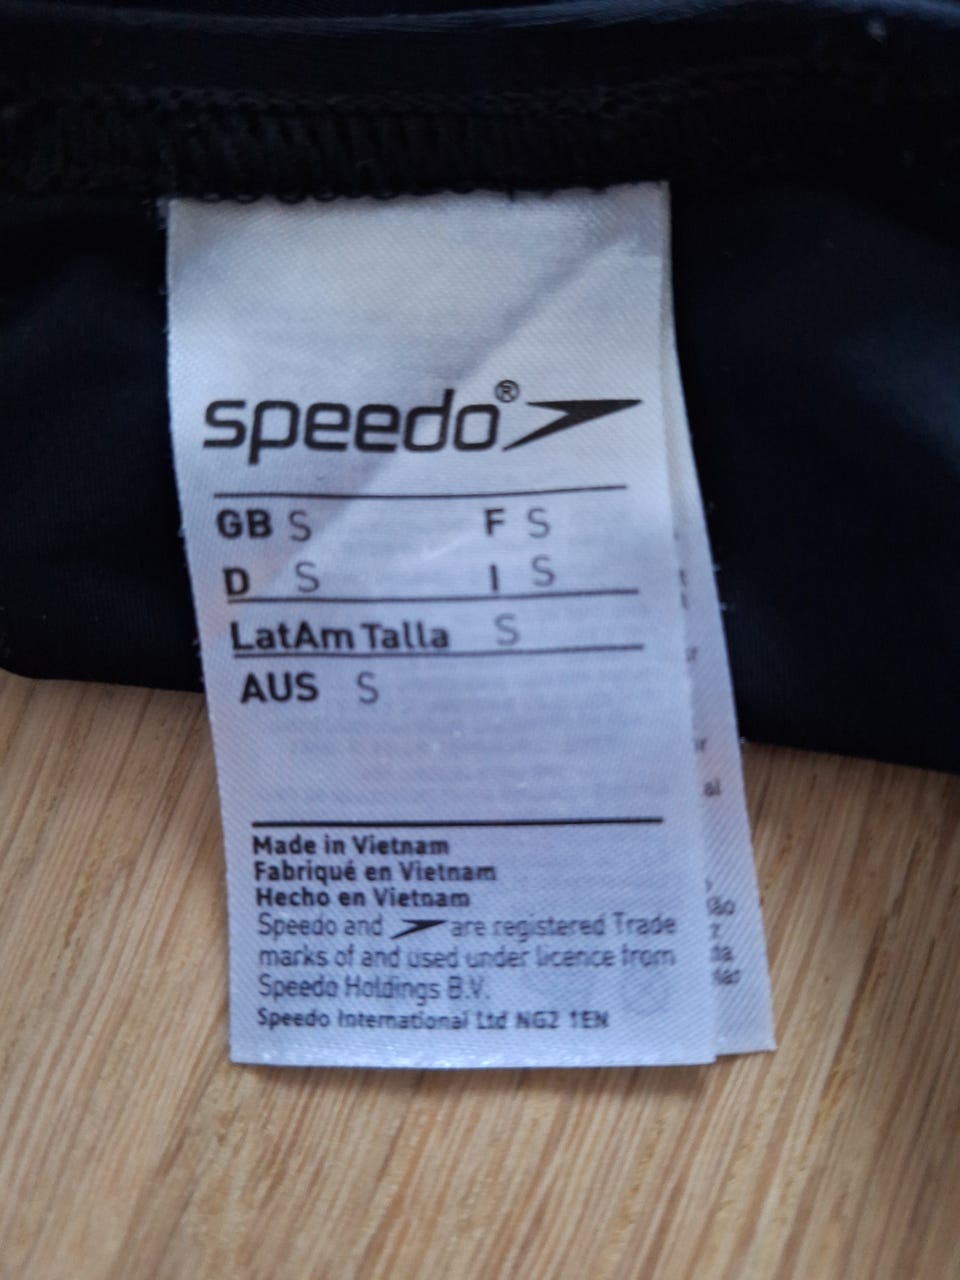 speedo®
GB S F S
D S I S
LatAm Talla S
AUS S
Made in Vietnam
Fabriqué en Vietnam
Hecho en Vietnam
Speedo and are registered Trade
marks of and used under licence from
Speedo Holdings B.V.
Speedo International Ltd NG2 1EN